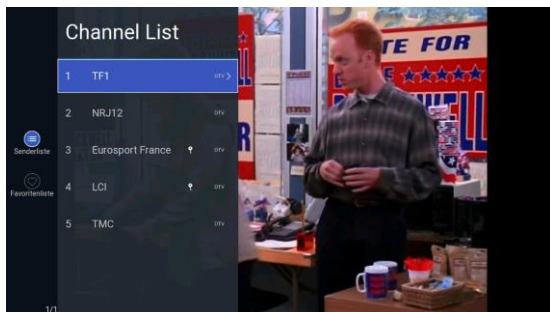 Channel List
1 TF1 DTV
2 NRJ12 DTV
3 Eurosport France DTV
4 LCI DTV
5 TMC DTV
Senderliste
Favoritenliste
1/1
TE FOR